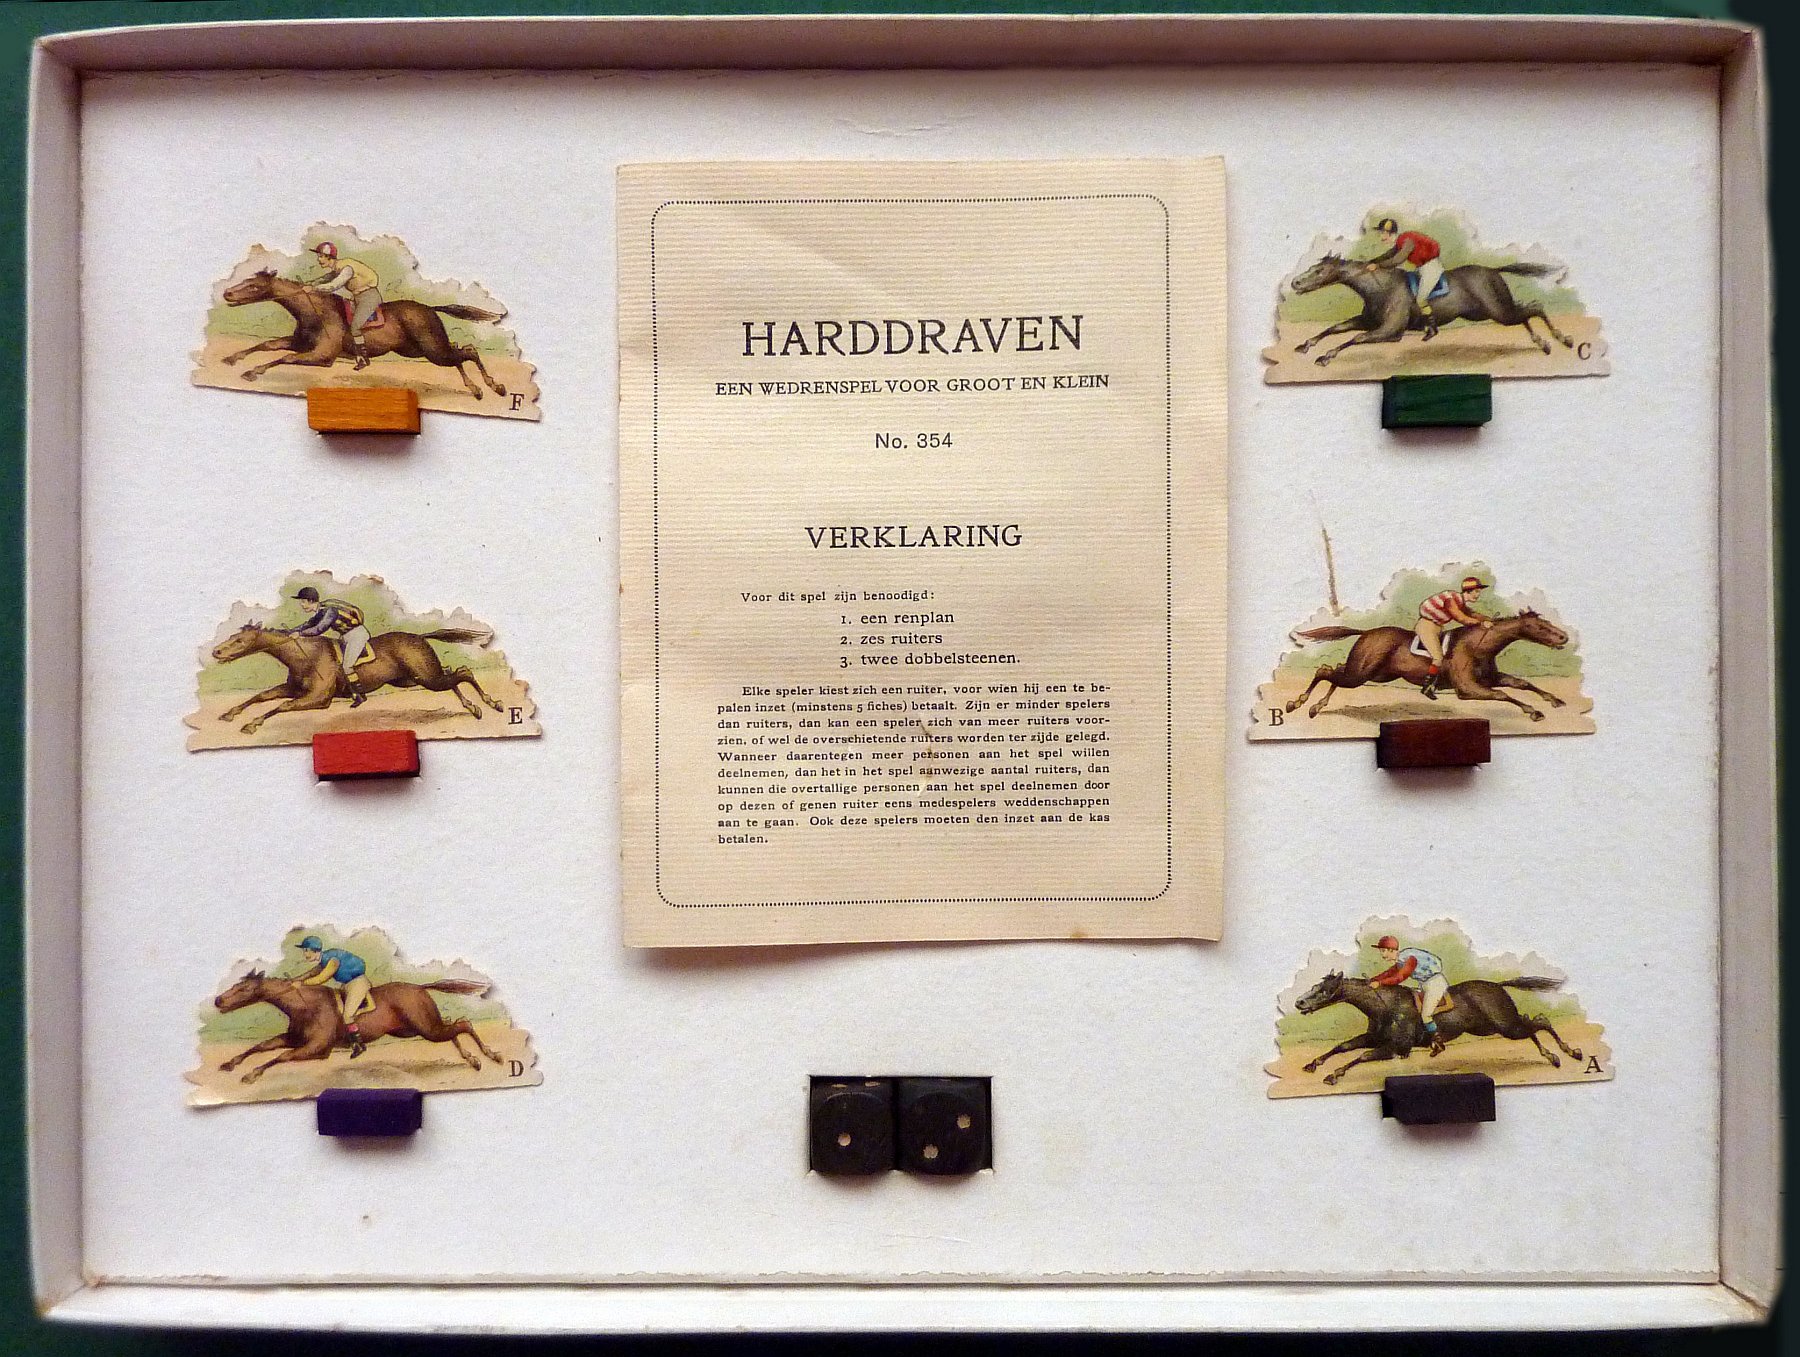 HARDDRAVEN
EEN WEDRENSPEL VOOR GROOT EN KLEIN
No. 354
VERKLARING
Voor dit spel zijn benoodigd:
1. een renplan
2. zes ruiters
3. twee dobbelsteenen.
Elke speler kiest zich een ruiter, voor wien hij een te be-
palen inzet (minstens 5 fiches) betaalt. Zijn er minder spelers
dan ruiters, dan kan een speler zich van meer ruiters voor-
zien, of wel de overschietende ruiters worden ter zijde gelegd.
Wanneer daarentegen meer personen aan het spel willen
deelnemen, dan het in het spel aanwezige aantal ruiters, dan
kunnen die overtallige personen aan het spel deelnemen door
op dezen of genen ruiter eens medespelers weddenschappen
aan te gaan. Ook deze spelers moeten den inzet aan de kas
betalen.
F
E
D
C
B
A